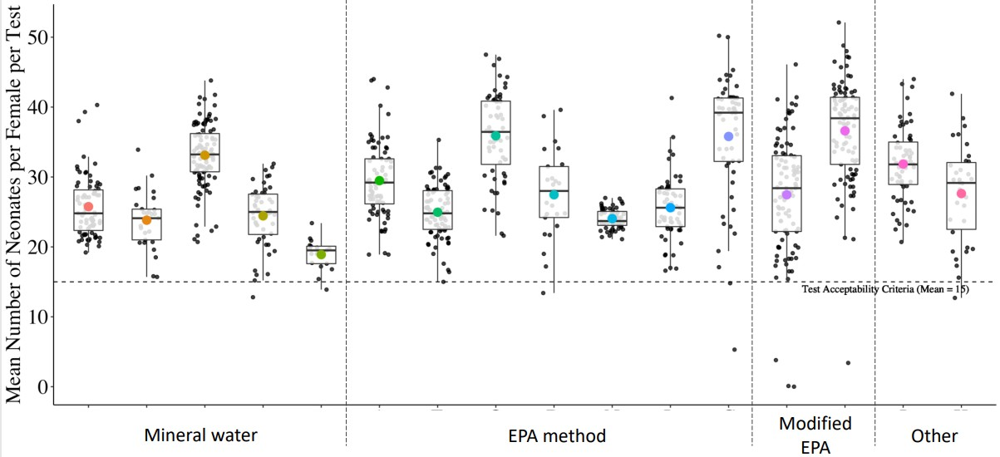 Mean Number of Neonates per Female per Test
50
40
30
20
10
0
Test Acceptability Criteria (Mean = 15)
Mineral water
EPA method
Modified
EPA
Other